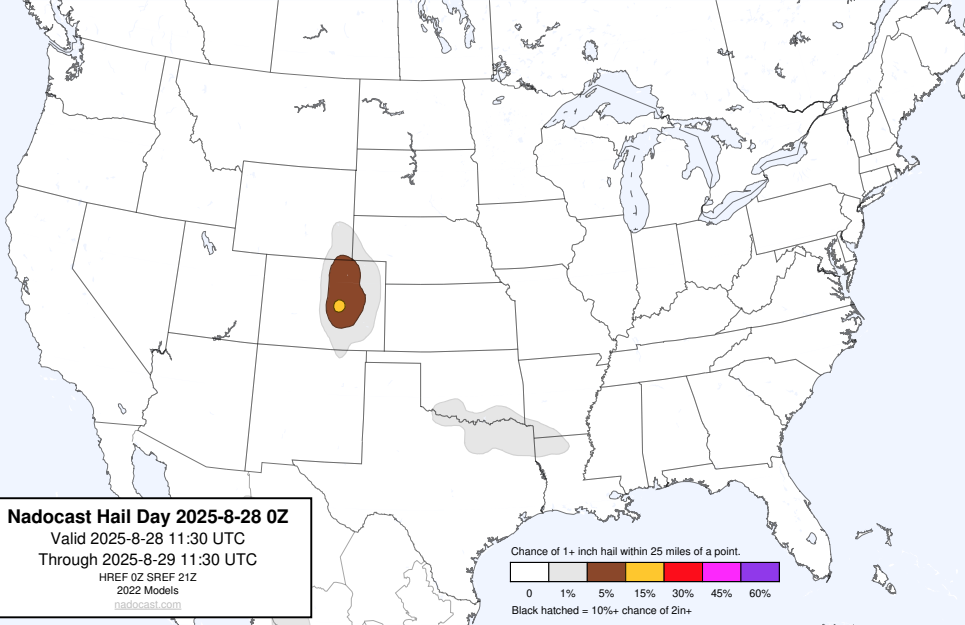 Nadocast Hail Day 2025-8-28 0Z
Valid 2025-8-28 11:30 UTC
Through 2025-8-29 11:30 UTC
HREF 0Z SREF 21Z
2022 Models
nadocast.com
Chance of 1+ inch hail within 25 miles of a point.
0 1% 5% 15% 30% 45% 60%
Black hatched = 10%+ chance of 2in+